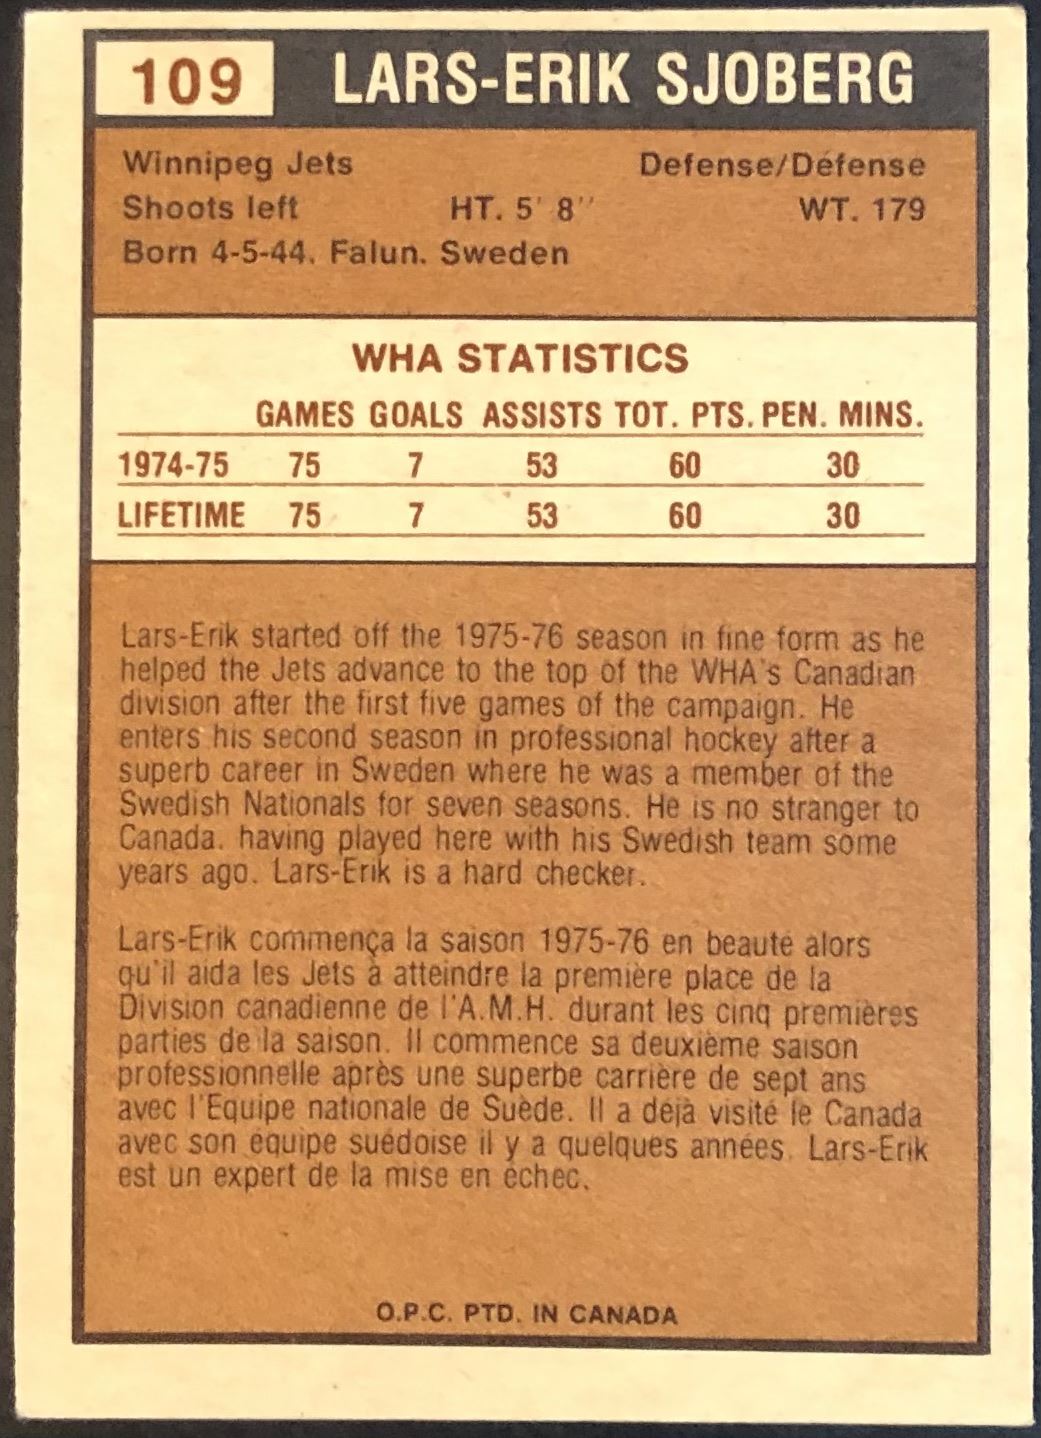 109 LARS-ERIK SJOBERG
Winnipeg Jets Defense/Défense
Shoots left HT. 5' 8'' WT. 179
Born 4-5-44. Falun. Sweden
WHA STATISTICS
GAMES GOALS ASSISTS TOT. PTS. PEN. MINS.
1974-75 75 7 53 60 30
LIFETIME 75 7 53 60 30
Lars-Erik started off the 1975-76 season in fine form as he
helped the Jets advance to the top of the WHA's Canadian
division after the first five games of the campaign. He
enters his second season in professional hockey after a
superb career in Sweden where he was a member of the
Swedish Nationals for seven seasons. He is no stranger to
Canada. having played here with his Swedish team some
years ago. Lars-Erik is a hard checker.
Lars-Erik commença la saison 1975-76 en beauté alors
qu'il aida les Jets à atteindre la première place de la
Division canadienne de l'A.M.H. durant les cinq premières
parties de la saison. Il commence sa deuxième saison
professionnelle après une superbe carrière de sept ans
avec l'Equipe nationale de Suède. Il a déjà visité le Canada
avec son équipe suédoise il y a quelques années. Lars-Erik
est un expert de la mise en échec.
O.P.C. PTD. IN CANADA